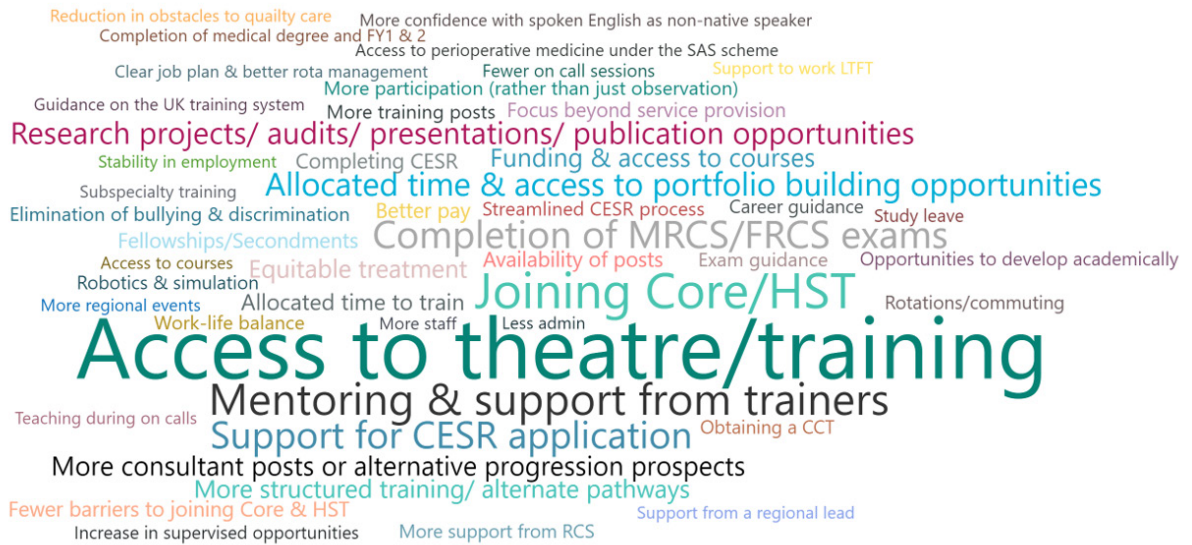 Reduction in obstacles to quailty care
More confidence with spoken English as non-native speaker
Completion of medical degree and FY1 & 2
Access to perioperative medicine under the SAS scheme
Clear job plan & better rota management
Fewer on call sessions
Support to work LTFT
More participation (rather than just observation)
Guidance on the UK training system
More training posts
Focus beyond service provision
Research projects/ audits/ presentations/ publication opportunities
Stability in employment
Completing CESR
Funding & access to courses
Subspecialty training
Allocated time & access to portfolio building opportunities
Elimination of bullying & discrimination
Better pay
Streamlined CESR process
Career guidance
Study leave
Fellowships/Secondments
Completion of MRCS/FRCS exams
Access to courses
Equitable treatment
Availability of posts
Exam guidance
Opportunities to develop academically
Robotics & simulation
More regional events
Allocated time to train
Joining Core/HST
Rotations/commuting
Work-life balance
More staff
Less admin
Access to theatre/training
Mentoring & support from trainers
Teaching during on calls
Support for CESR application
Obtaining a CCT
More consultant posts or alternative progression prospects
More structured training/ alternate pathways
Fewer barriers to joining Core & HST
Support from a regional lead
Increase in supervised opportunities
More support from RCS